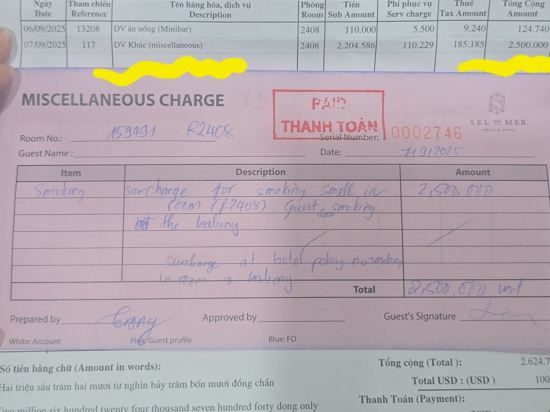 Ngày Tham chiếu Tên hàng hóa, dịch vụ Phòng Tiền Phí phục vụ Thuế Tổng Cộng
Date Reference Description Room Sub Amount Serv charge Tax Amount Amount
06/09/2025 13208 DV ăn uống (Minibar) 2408 110.000 5.500 9.240 124.740
07/09/2025 117 DV Khác (miscellaneous) 2408 2.204.586 110.229 185.185 2.500.000
MISCELLANEOUS CHARGE
PAID
THANH TOÁN
SEL DE MER
Room No.: 159491 - R2408
Serial Number: 0002746
Guest Name:
Date: 7/9/2025
Item Description Amount
Smoking surcharge for smoking smell in 2,500,000
room (R2408). Guest smoking
at the balcony
surcharge at hotel policy no smoking
in room + balcony
Total 2,500,000 vnd
Prepared by
Approved by
Guest's Signature
White: Account Pink: Guest profile Blue: FO
Số tiền bằng chữ (Amount in words): Tổng cộng (Total ): 2.624.7
Hai triệu sáu trăm hai mươi tư nghìn bảy trăm bốn mươi đồng chẵn Total USD : (USD ) 100
Thanh Toán (Payment):
Two million six hundred twenty four thousand seven hundred forty dong only